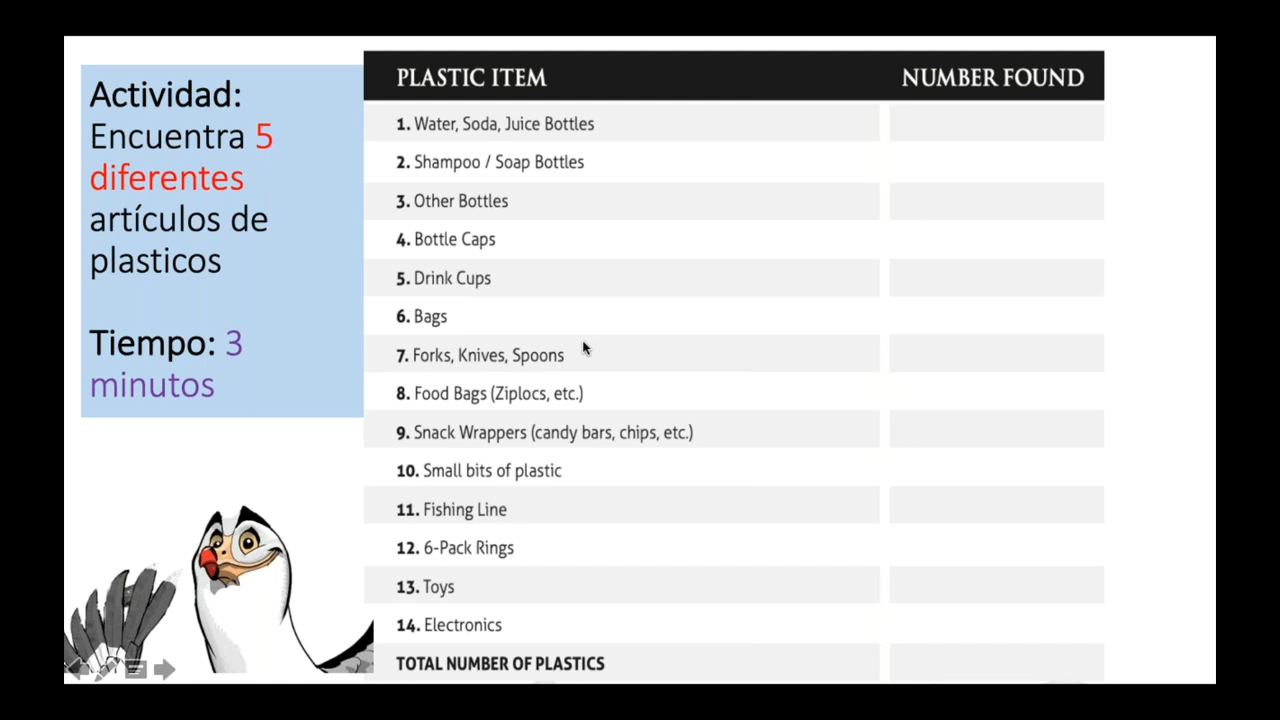 Actividad:
Encuentra 5
diferentes
artículos de
plasticos
Tiempo: 3
minutos
PLASTIC ITEM NUMBER FOUND
1. Water, Soda, Juice Bottles
2. Shampoo / Soap Bottles
3. Other Bottles
4. Bottle Caps
5. Drink Cups
6. Bags
7. Forks, Knives, Spoons
8. Food Bags (Ziplocs, etc.)
9. Snack Wrappers (candy bars, chips, etc.)
10. Small bits of plastic
11. Fishing Line
12. 6-Pack Rings
13. Toys
14. Electronics
TOTAL NUMBER OF PLASTICS